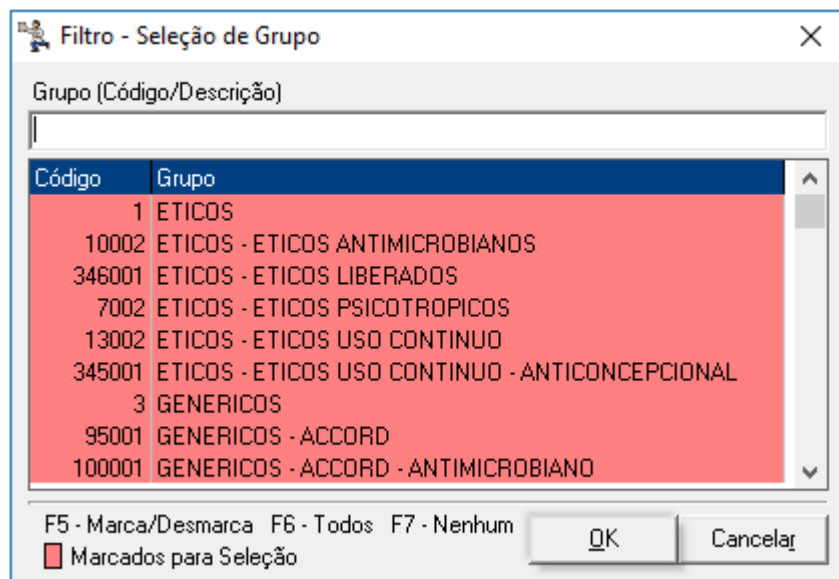 Filtro - Seleção de Grupo
Grupo (Código/Descrição)
Código Grupo
1 ETICOS
10002 ETICOS - ETICOS ANTIMICROBIANOS
346001 ETICOS - ETICOS LIBERADOS
7002 ETICOS - ETICOS PSICOTROPICOS
13002 ETICOS - ETICOS USO CONTINUO
345001 ETICOS - ETICOS USO CONTINUO - ANTICONCEPCIONAL
3 GENERICOS
95001 GENERICOS - ACCORD
100001 GENERICOS - ACCORD - ANTIMICROBIANO
F5 - Marca/Desmarca F6 - Todos F7 - Nenhum
Marcados para Seleção
OK Cancelar